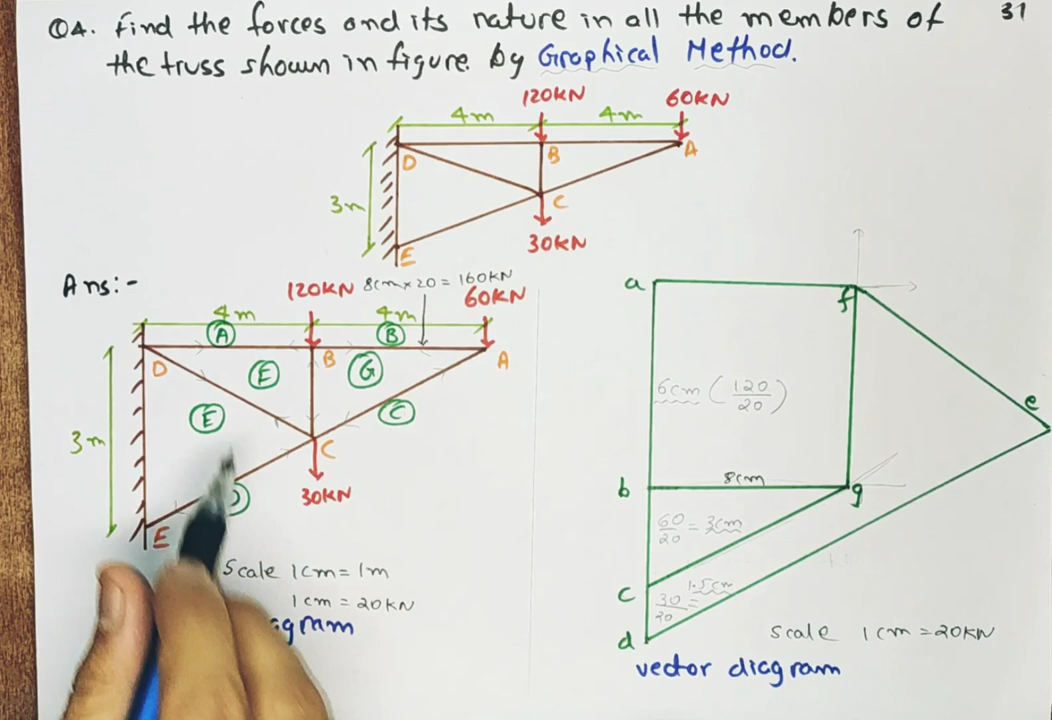 Q4. Find the forces and its nature in all the members of 31
the truss shown in figure by Graphical Method.
120KN 60KN
4m 4m
D B A
3m
C
30KN
E
Ans:-
120KN 8cm×20 = 160KN 60KN
4m 4m
A B
D B A
E G
3m E C
C
30KN
E
Scale 1cm = 1m
1cm = 20KN
gram
a f
6cm (120/20)
e
b 8cm g
60/20 = 3cm
c 1.5cm
30/20 =
d Scale 1cm = 20KN
vector diagram